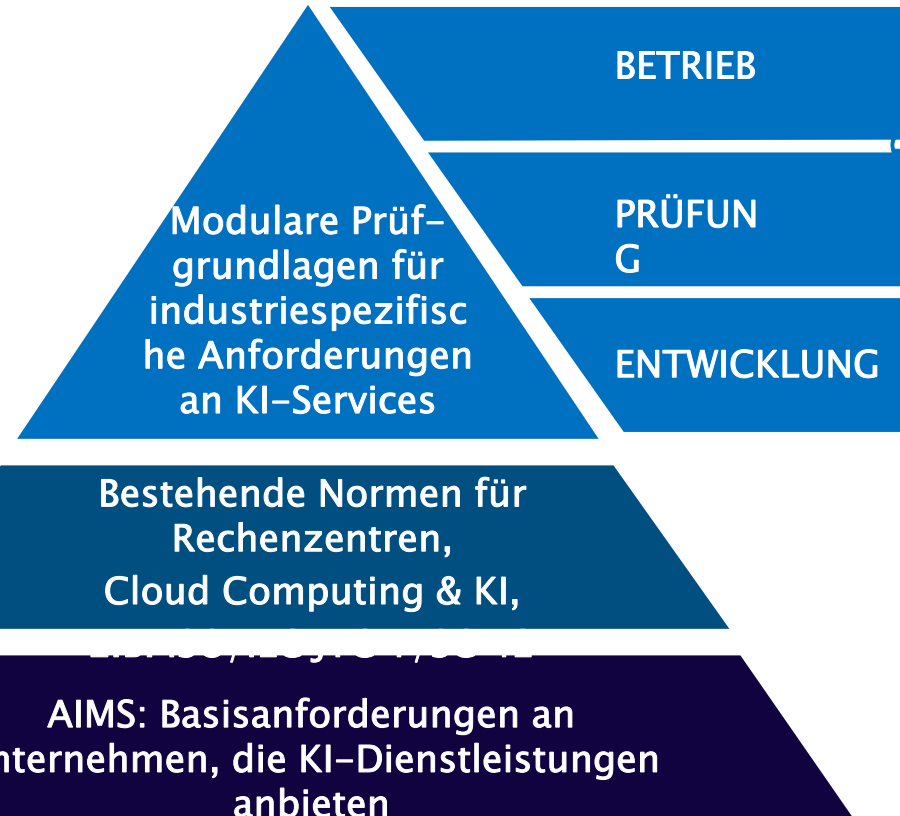 BETRIEB
Modulare Prüf-
grundlagen für
industriespezifisc
he Anforderungen
an KI-Services
PRÜFUN
G
ENTWICKLUNG
Bestehende Normen für
Rechenzentren,
Cloud Computing & KI,
AIMS: Basisanforderungen an
nternehmen, die KI-Dienstleistungen
anbieten